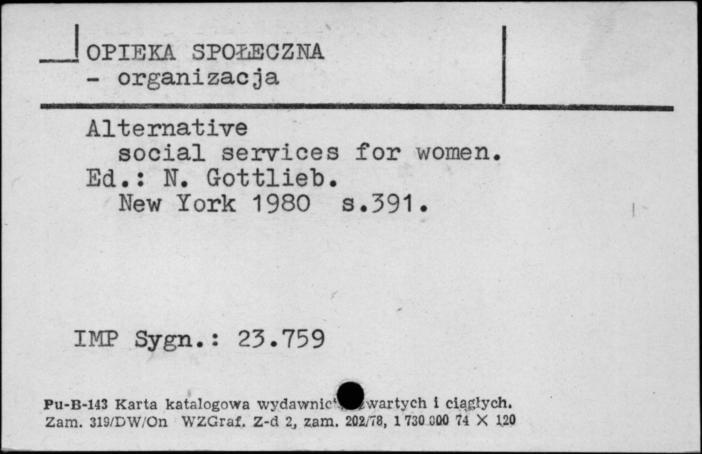 OPIEKA SPOŁECZNA
- organizacja
Alternative
social services for women.
Ed.: N. Gottlieb.
New York 1980 s.391.
IMP Sygn.: 23.759
Pu-B-143 Karta katalogowa wydawnic wartych i ciągłych.
Zam. 319/DW/On WZGraf. Z-d 2, zam. 202/78, 1 730 000 74 X 120